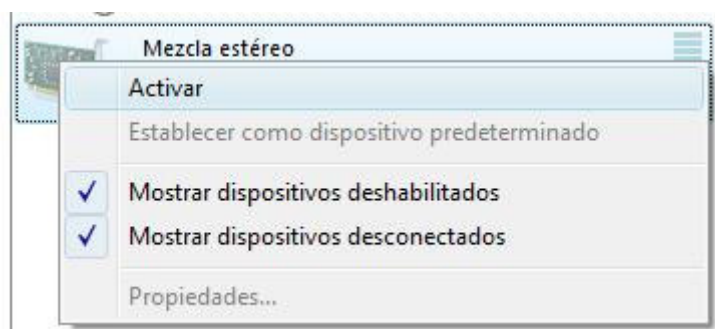 Mezcla estéreo
Activar
Establecer como dispositivo predeterminado
Mostrar dispositivos deshabilitados
Mostrar dispositivos desconectados
Propiedades...